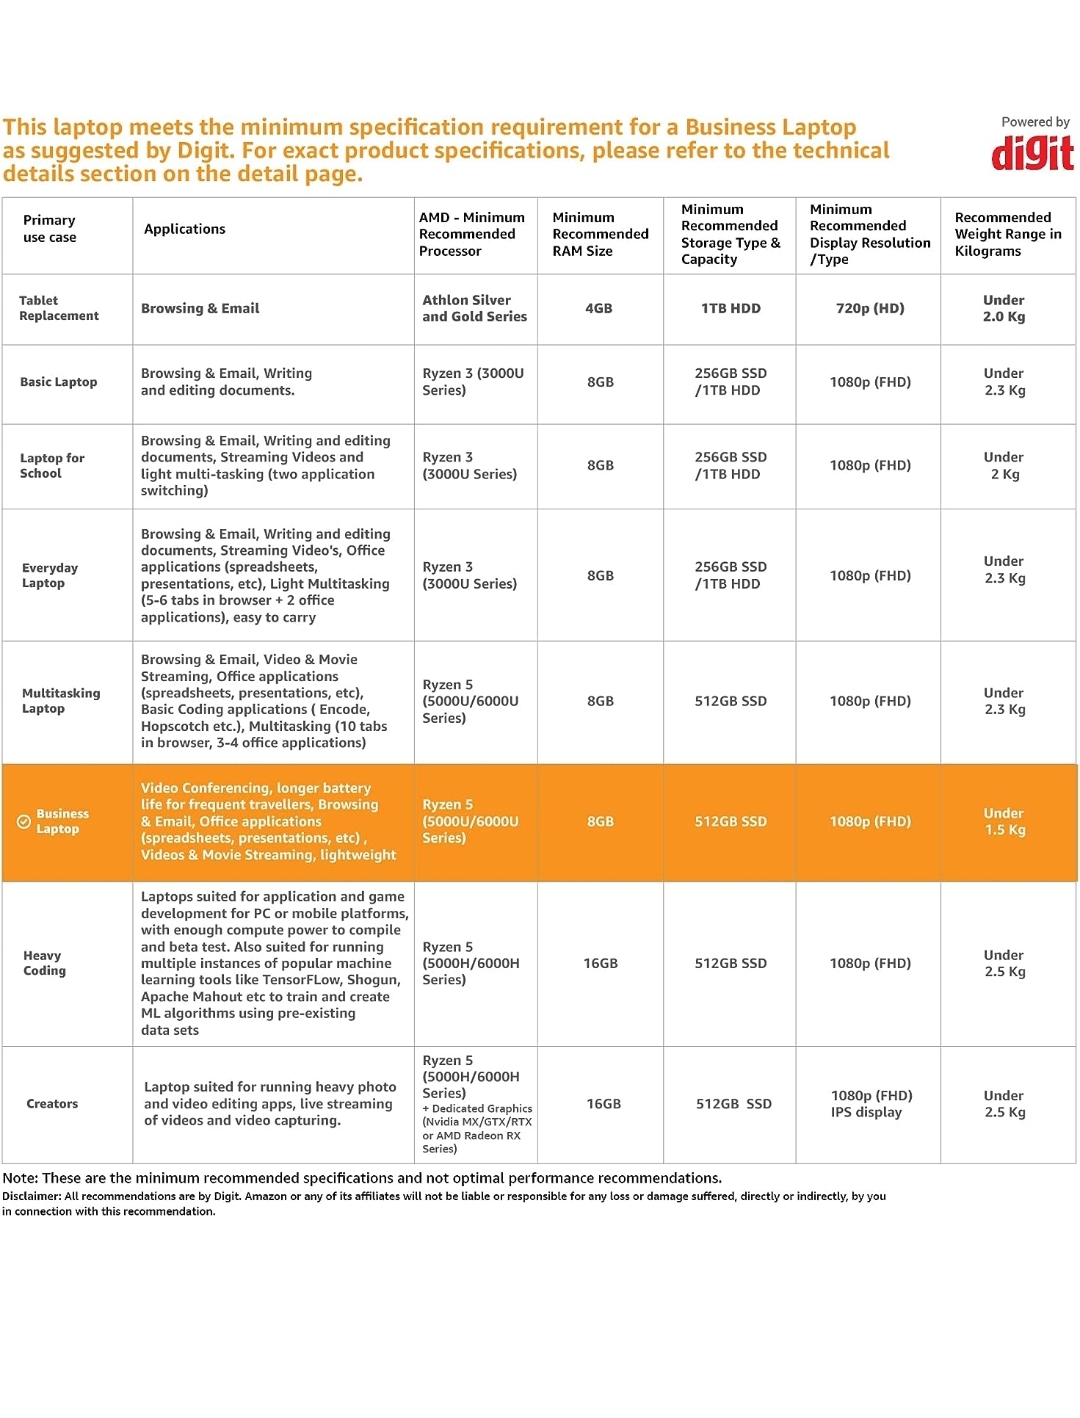 This laptop meets the minimum specification requirement for a Business Laptop
as suggested by Digit. For exact product specifications, please refer to the technical
details section on the detail page.
Powered by
digit
Primary
use case
Applications
AMD - Minimum
Recommended
Processor
Minimum
Recommended
RAM Size
Minimum
Recommended
Storage Type &
Capacity
Minimum
Recommended
Display Resolution
/Type
Recommended
Weight Range in
Kilograms
Tablet
Replacement
Browsing & Email
Athlon Silver
and Gold Series
4GB
1TB HDD
720p (HD)
Under
2.0 Kg
Basic Laptop
Browsing & Email, Writing
and editing documents.
Ryzen 3 (3000U
Series)
8GB
256GB SSD
/1TB HDD
1080p (FHD)
Under
2.3 Kg
Laptop for
School
Browsing & Email, Writing and editing
documents, Streaming Videos and
light multi-tasking (two application
switching)
Ryzen 3
(3000U Series)
8GB
256GB SSD
/1TB HDD
1080p (FHD)
Under
2 Kg
Everyday
Laptop
Browsing & Email, Writing and editing
documents, Streaming Video's, Office
applications (spreadsheets,
presentations, etc), Light Multitasking
(5-6 tabs in browser + 2 office
applications), easy to carry
Ryzen 3
(3000U Series)
8GB
256GB SSD
/1TB HDD
1080p (FHD)
Under
2.3 Kg
Multitasking
Laptop
Browsing & Email, Video & Movie
Streaming, Office applications
(spreadsheets, presentations, etc),
Basic Coding applications ( Encode,
Hopscotch etc.), Multitasking (10 tabs
in browser, 3-4 office applications)
Ryzen 5
(5000U/6000U
Series)
8GB
512GB SSD
1080p (FHD)
Under
2.3 Kg
Business
Laptop
Video Conferencing, longer battery
life for frequent travellers, Browsing
& Email, Office applications
(spreadsheets, presentations, etc) ,
Videos & Movie Streaming, lightweight
Ryzen 5
(5000U/6000U
Series)
8GB
512GB SSD
1080p (FHD)
Under
1.5 Kg
Heavy
Coding
Laptops suited for application and game
development for PC or mobile platforms,
with enough compute power to compile
and beta test. Also suited for running
multiple instances of popular machine
learning tools like TensorFLow, Shogun,
Apache Mahout etc to train and create
ML algorithms using pre-existing
data sets
Ryzen 5
(5000H/6000H
Series)
16GB
512GB SSD
1080p (FHD)
Under
2.5 Kg
Creators
Laptop suited for running heavy photo
and video editing apps, live streaming
of videos and video capturing.
Ryzen 5
(5000H/6000H
Series)
+ Dedicated Graphics
(Nvidia MX/GTX/RTX
or AMD Radeon RX
Series)
16GB
512GB SSD
1080p (FHD)
IPS display
Under
2.5 Kg
Note: These are the minimum recommended specifications and not optimal performance recommendations.
Disclaimer: All recommendations are by Digit. Amazon or any of its affiliates will not be liable or responsible for any loss or damage suffered, directly or indirectly, by you
in connection with this recommendation.